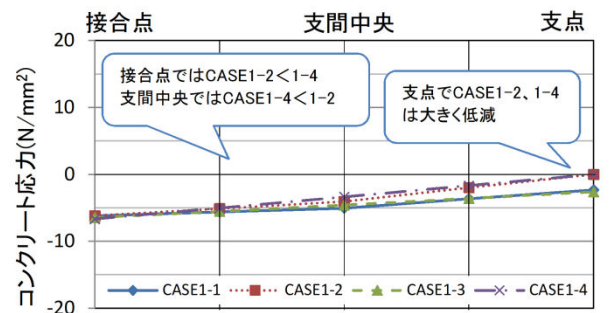 接合点 支間中央 支点
コンクリート応力(N/mm²)
20
10
0
-10
-20
接合点ではCASE1-2<1-4
支間中央ではCASE1-4<1-2
支点でCASE1-2、1-4
は大きく低減
CASE1-1 CASE1-2 CASE1-3 CASE1-4